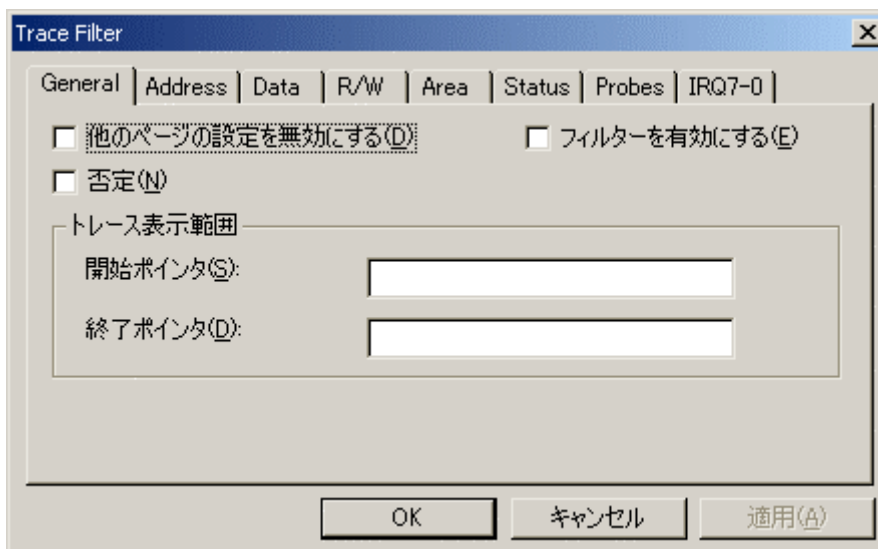 Trace Filter
General Address Data R/W Area Status Probes IRQ7-0
他のページの設定を無効にする(D) フィルターを有効にする(E)
否定(N)
トレース表示範囲
開始ポインタ(S):
終了ポインタ(D):
OK キャンセル 適用(A)